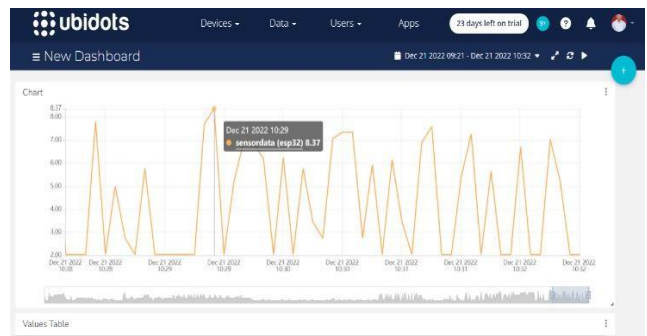 ubidots
Devices
Data
Users
Apps
23 days left on trial
?
≡ New Dashboard
Dec 21 2022 09:21 - Dec 21 2022 10:32
+
Chart
8.37
8.00
7.00
6.00
5.00
4.00
3.00
2.00
Dec 21 2022 10:29
sensordata (esp32) 8.37
Dec 21 2022
10:28
Dec 21 2022
10:28
Dec 21 2022
10:29
Dec 21 2022
10:29
Dec 21 2022
10:30
Dec 21 2022
10:30
Dec 21 2022
10:31
Dec 21 2022
10:31
Dec 21 2022
10:32
Dec 21 2022
10:32
Values Table